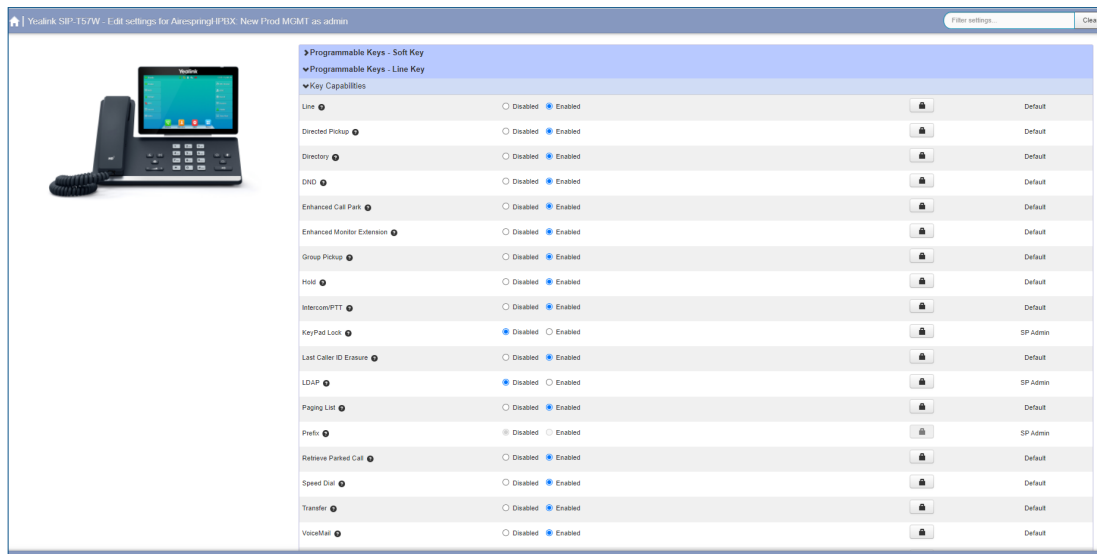 Yealink SIP-T57W - Edit settings for AirespringHPBX: New Prod MGMT as admin
Filter settings...
Clea
Yealink
Programmable Keys - Soft Key
Programmable Keys - Line Key
Key Capabilities
Line Disabled Enabled Default
Directed Pickup Disabled Enabled Default
Directory Disabled Enabled Default
DND Disabled Enabled Default
Enhanced Call Park Disabled Enabled Default
Enhanced Monitor Extension Disabled Enabled Default
Group Pickup Disabled Enabled Default
Hold Disabled Enabled Default
Intercom/PTT Disabled Enabled Default
KeyPad Lock Disabled Enabled SP Admin
Last Caller ID Erasure Disabled Enabled Default
LDAP Disabled Enabled SP Admin
Paging List Disabled Enabled Default
Prefix Disabled Enabled SP Admin
Retrieve Parked Call Disabled Enabled Default
Speed Dial Disabled Enabled Default
Transfer Disabled Enabled Default
VoiceMail Disabled Enabled Default